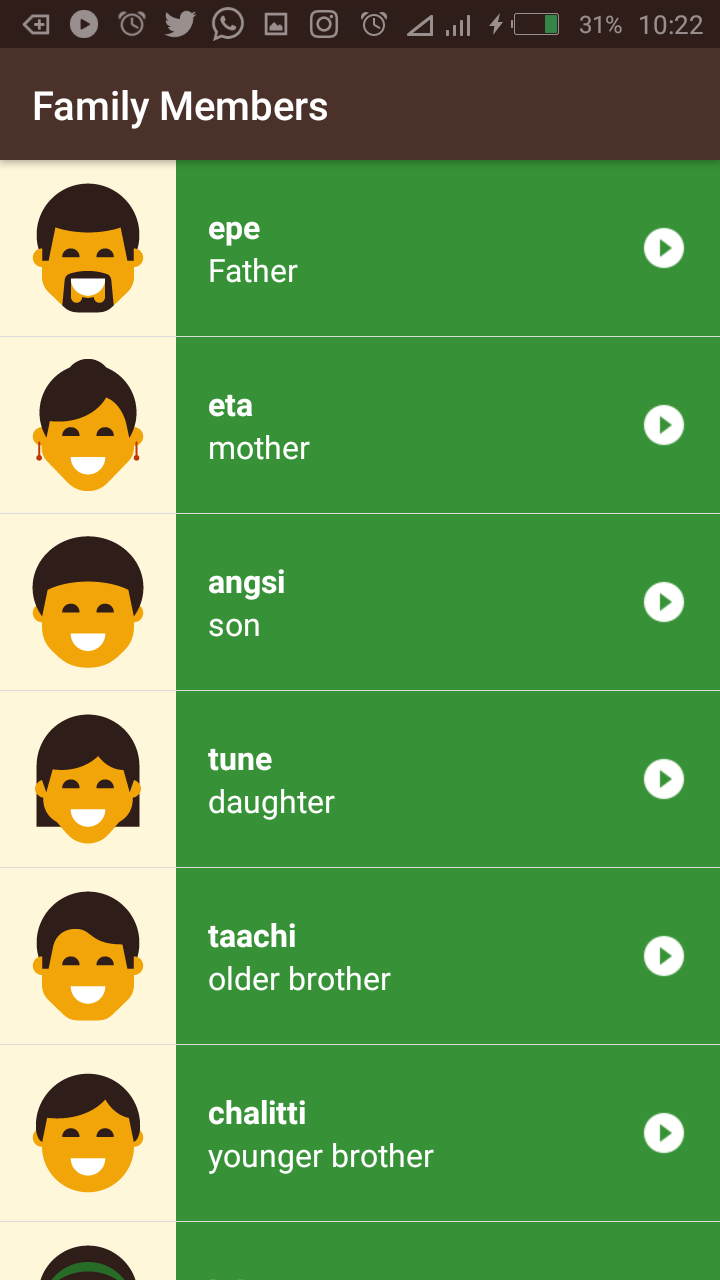 31% 10:22
Family Members
epe
Father
eta
mother
angsi
son
tune
daughter
taachi
older brother
chalitti
younger brother